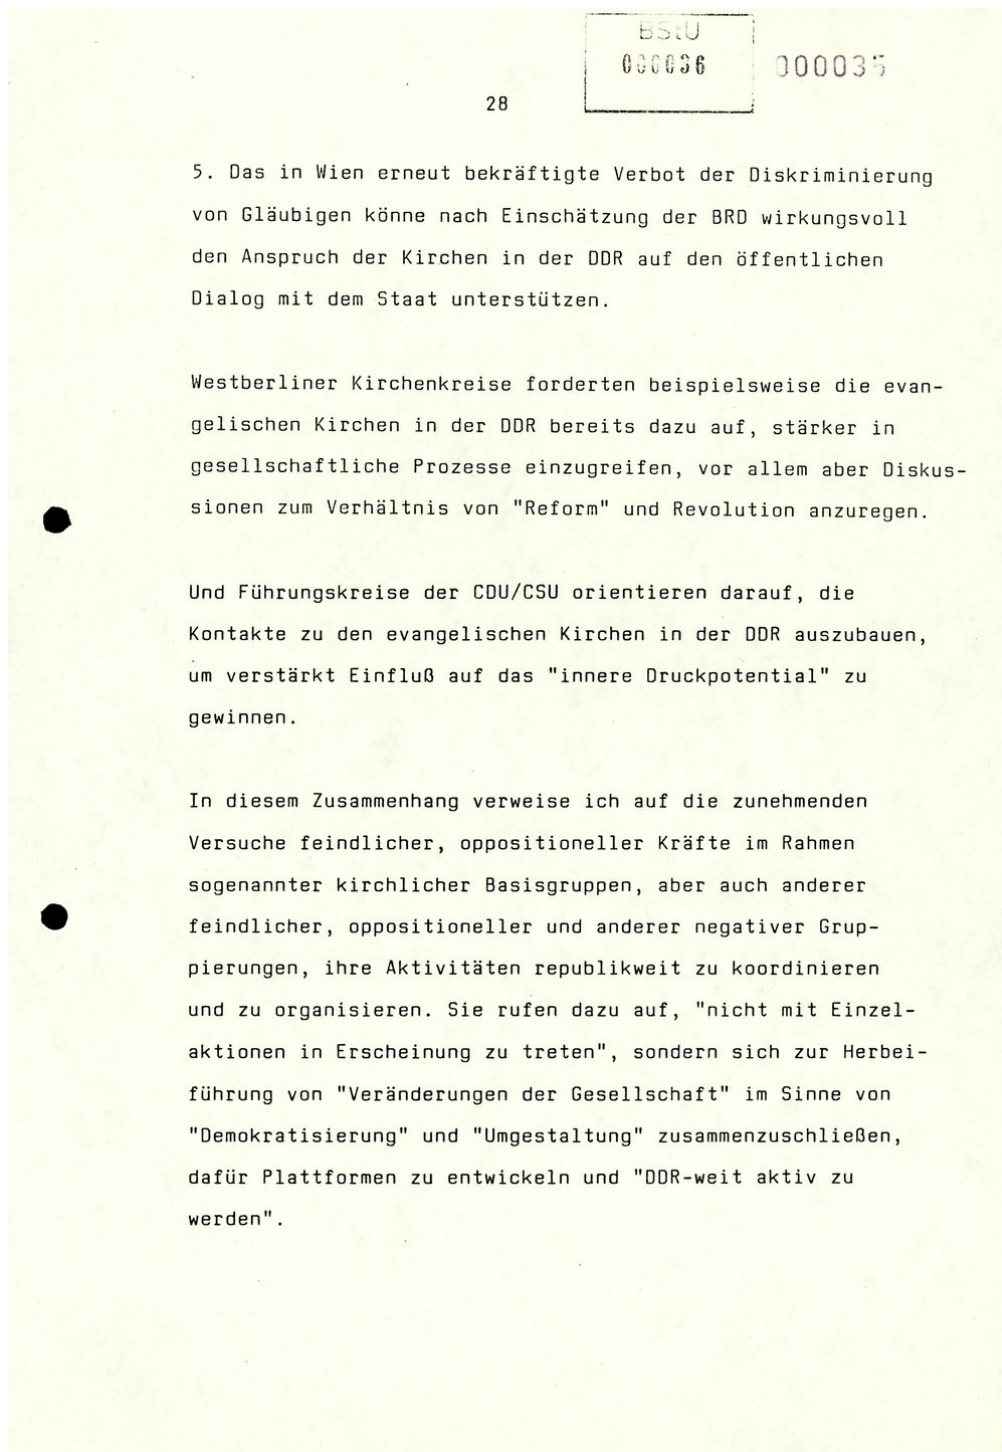 BStU
000036
28
5. Das in Wien erneut bekräftigte Verbot der Diskriminierung
von Gläubigen könne nach Einschätzung der BRD wirkungsvoll
den Anspruch der Kirchen in der DDR auf den öffentlichen
Dialog mit dem Staat unterstützen.
Westberliner Kirchenkreise forderten beispielsweise die evan-
gelischen Kirchen in der DDR bereits dazu auf, stärker in
gesellschaftliche Prozesse einzugreifen, vor allem aber Diskus-
sionen zum Verhältnis von "Reform" und Revolution anzuregen.
Und Führungskreise der CDU/CSU orientieren darauf, die
Kontakte zu den evangelischen Kirchen in der DDR auszubauen,
um verstärkt Einfluß auf das "innere Druckpotential" zu
gewinnen.
In diesem Zusammenhang verweise ich auf die zunehmenden
Versuche feindlicher, oppositioneller Kräfte im Rahmen
sogenannter kirchlicher Basisgruppen, aber auch anderer
feindlicher, oppositioneller und anderer negativer Grup-
pierungen, ihre Aktivitäten republikweit zu koordinieren
und zu organisieren. Sie rufen dazu auf, "nicht mit Einzel-
aktionen in Erscheinung zu treten", sondern sich zur Herbei-
führung von "Veränderungen der Gesellschaft" im Sinne von
"Demokratisierung" und "Umgestaltung" zusammenzuschließen,
dafür Plattformen zu entwickeln und "DDR-weit aktiv zu
werden".